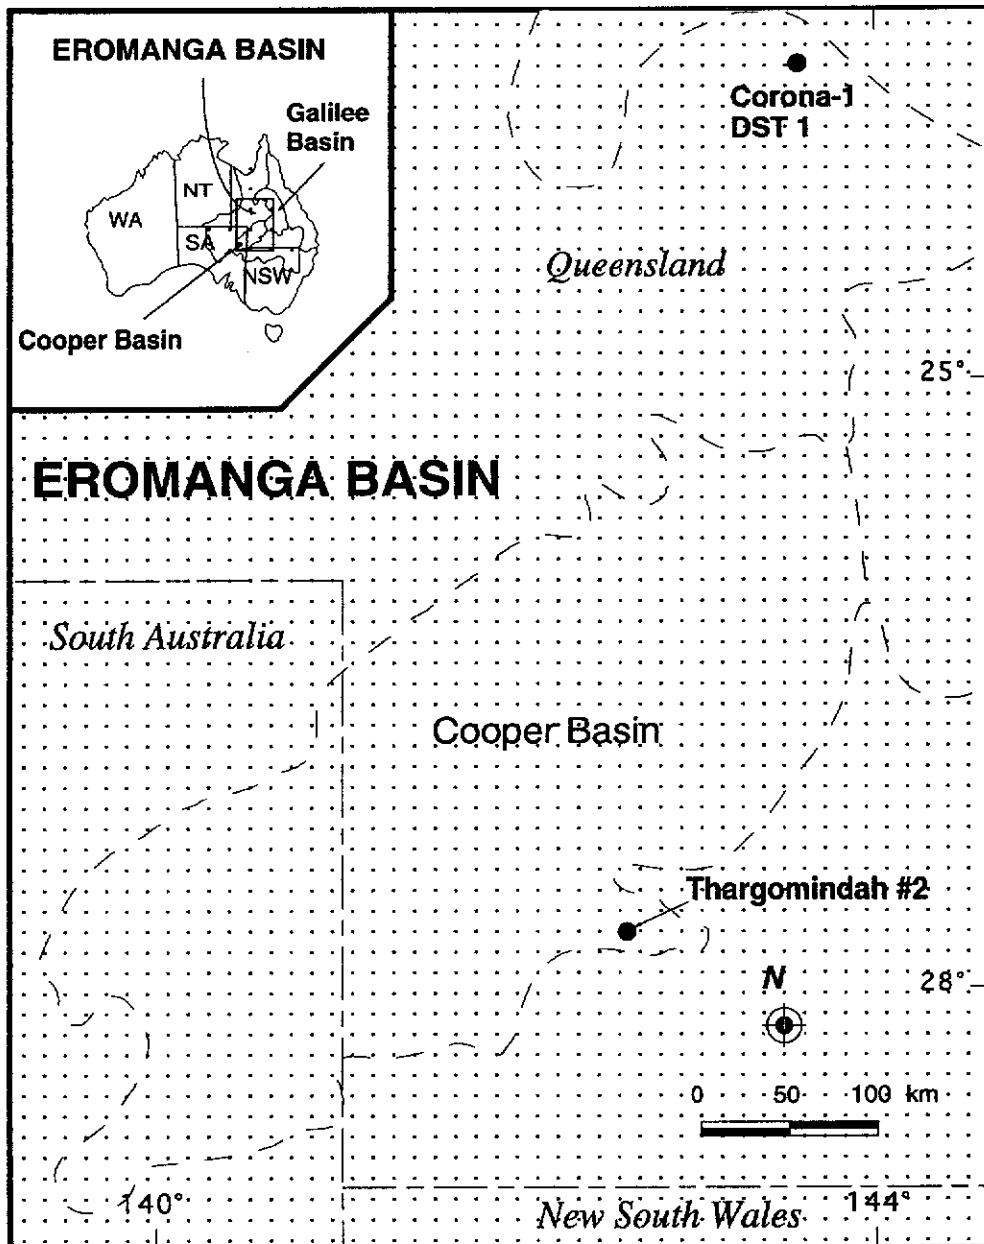 EROMANGA BASIN
Galilee
Basin
NT
WA
SA
NSW
Cooper Basin
Corona-1
DST 1
Queensland
25°
EROMANGA BASIN
South Australia
Cooper Basin
Thargomindah #2
28°
N
0 50 100 km
140°
144°
New South Wales